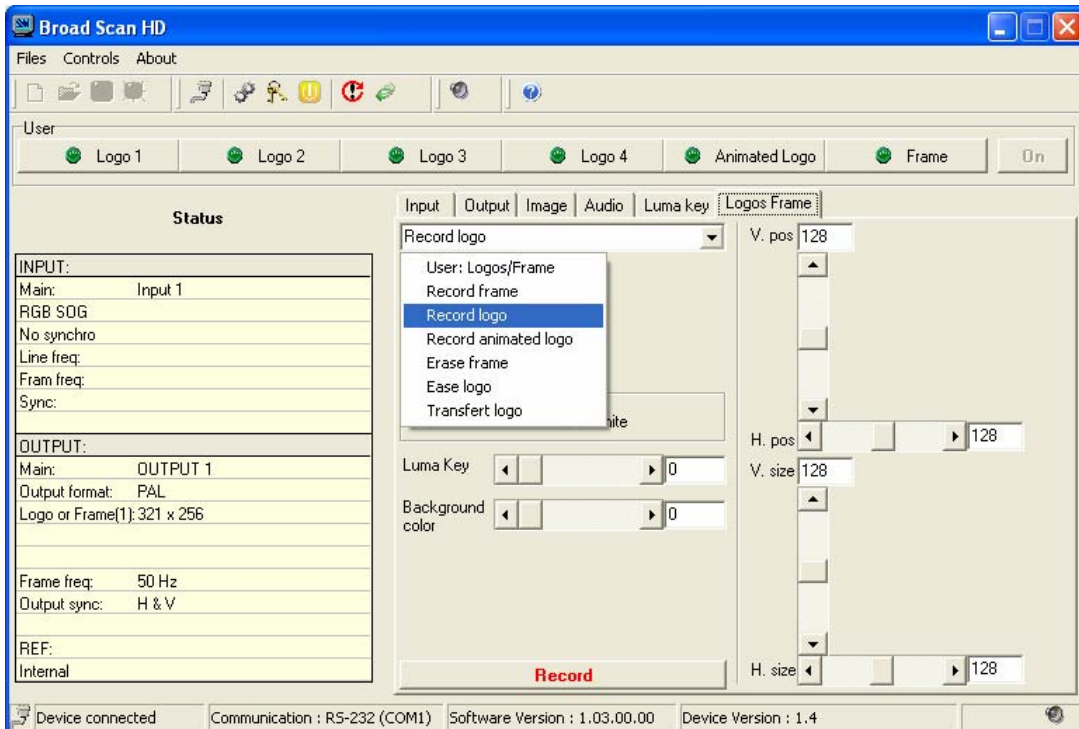 Broad Scan HD
Files Controls About
User
Logo 1 Logo 2 Logo 3 Logo 4 Animated Logo Frame On
Status
INPUT:
Main: Input 1
RGB SOG
No synchro
Line freq:
Fram freq:
Sync:
OUTPUT:
Main: OUTPUT 1
Output format: PAL
Logo or Frame(1): 321 x 256
Frame freq: 50 Hz
Output sync: H & V
REF:
Internal
Input Output Image Audio Luma key Logos Frame
Record logo
User: Logos/Frame
Record frame
Record logo
Record animated logo
Erase frame
Ease logo
Transfert logo
Luma Key 0
Background color 0
Record
V. pos 128
H. pos 128
V. size 128
H. size 128
Device connected Communication : RS-232 (COM1) Software Version : 1.03.00.00 Device Version : 1.4